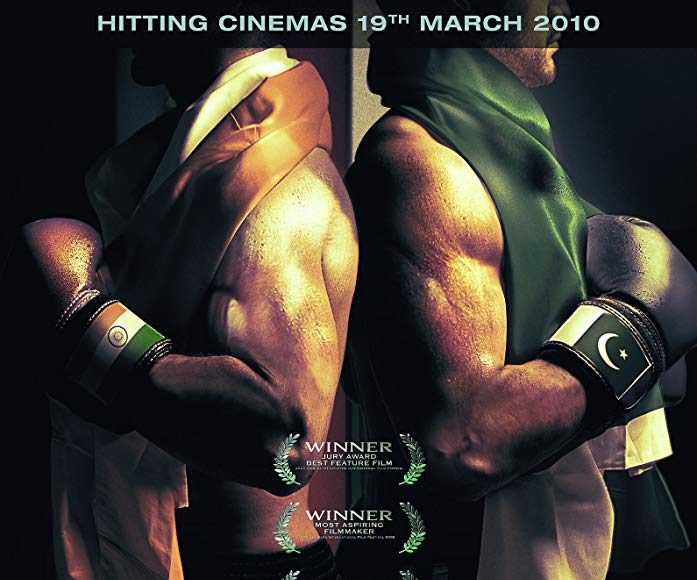 HITTING CINEMAS 19TH MARCH 2010
WINNER
JURY AWARD
BEST FEATURE FILM
WINNER
MOST ASPIRING
FILMMAKER